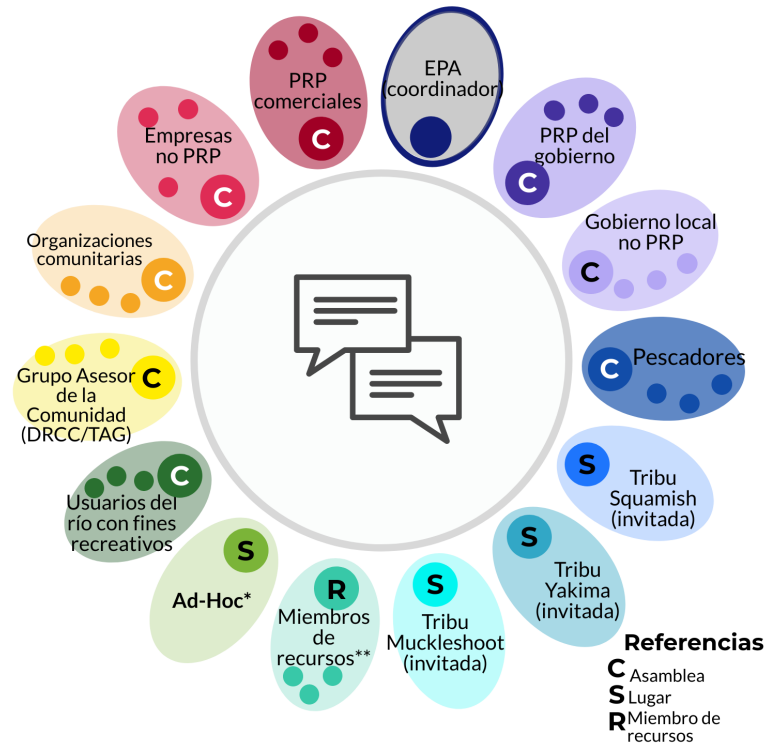 EPA
(coordinador)
PRP del
gobierno
C
Gobierno local
no PRP
C
Pescadores
C
S
Tribu
Squamish
(invitada)
S
Tribu
Yakima
(invitada)
S
Tribu
Muckleshoot
(invitada)
R
Miembros
de
recursos**
S
Ad-Hoc*
C
Usuarios del
río con fines
recreativos
C
Grupo Asesor
de la
Comunidad
(DRCC/TAG)
Organizaciones
comunitarias
C
Empresas
no PRP
C
PRP
comerciales
C
Referencias
C Asamblea
S Lugar
R Miembro de
recursos